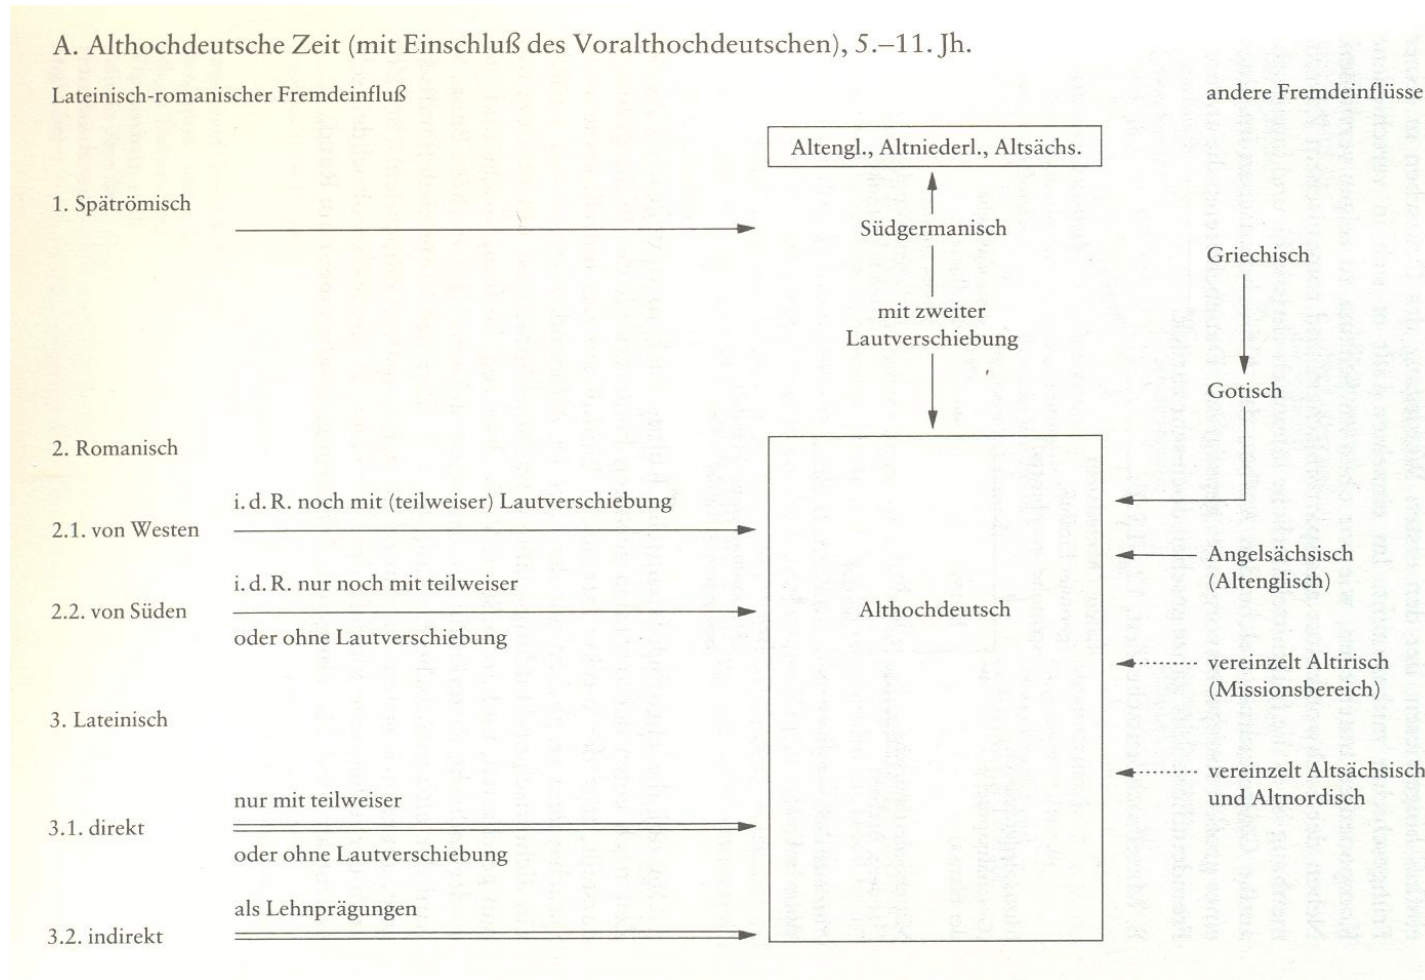 A. Althochdeutsche Zeit (mit Einschluß des Voralthochdeutschen), 5.–11. Jh.
Lateinisch-romanischer Fremdeinfluß
andere Fremdeinflüsse
Altengl., Altniederl., Altsächs.
1. Spätrömisch
Südgermanisch
Griechisch
mit zweiter
Lautverschiebung
Gotisch
2. Romanisch
i. d. R. noch mit (teilweiser) Lautverschiebung
2.1. von Westen
Angelsächsisch
(Altenglisch)
i. d. R. nur noch mit teilweiser
2.2. von Süden
oder ohne Lautverschiebung
Althochdeutsch
vereinzelt Altirisch
(Missionsbereich)
3. Lateinisch
vereinzelt Altsächsisch
und Altnordisch
nur mit teilweiser
3.1. direkt
oder ohne Lautverschiebung
als Lehnprägungen
3.2. indirekt